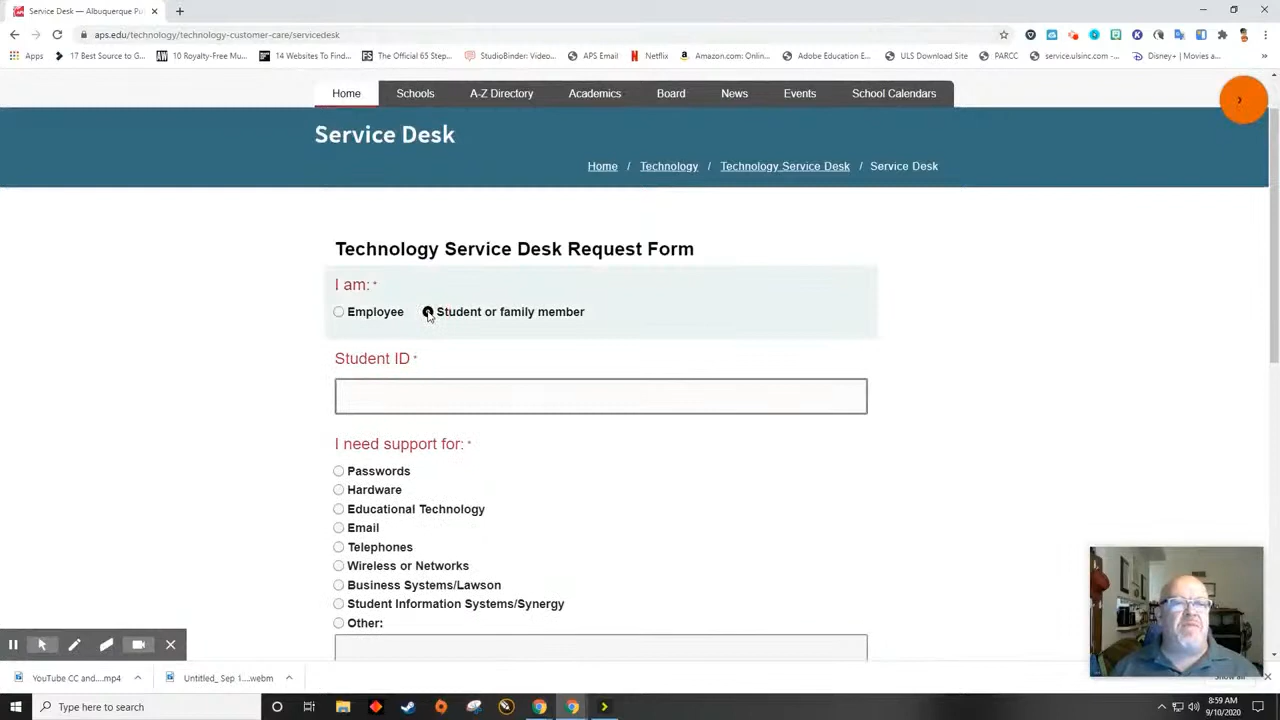 Service Desk — Albuquerque Pu
aps.edu/technology/technology-customer-care/servicedesk
Apps
17 Best Source to G...
10 Royalty-Free Mu...
14 Websites To Find...
The Official 65 Step...
StudioBinder: Video...
APS Email
Netflix
Amazon.com: Onlin...
Adobe Education E...
ULS Download Site
PARCC
service.ulsinc.com -...
Disney+ | Movies a...
Home
Schools
A-Z Directory
Academics
Board
News
Events
School Calendars
Service Desk
Home / Technology / Technology Service Desk / Service Desk
Technology Service Desk Request Form
I am: *
Employee
Student or family member
Student ID *
I need support for: *
Passwords
Hardware
Educational Technology
Email
Telephones
Wireless or Networks
Business Systems/Lawson
Student Information Systems/Synergy
Other:
YouTube CC and....mp4
Untitled_ Sep 1....webm
Show all
Type here to search
8:59 AM
9/10/2020